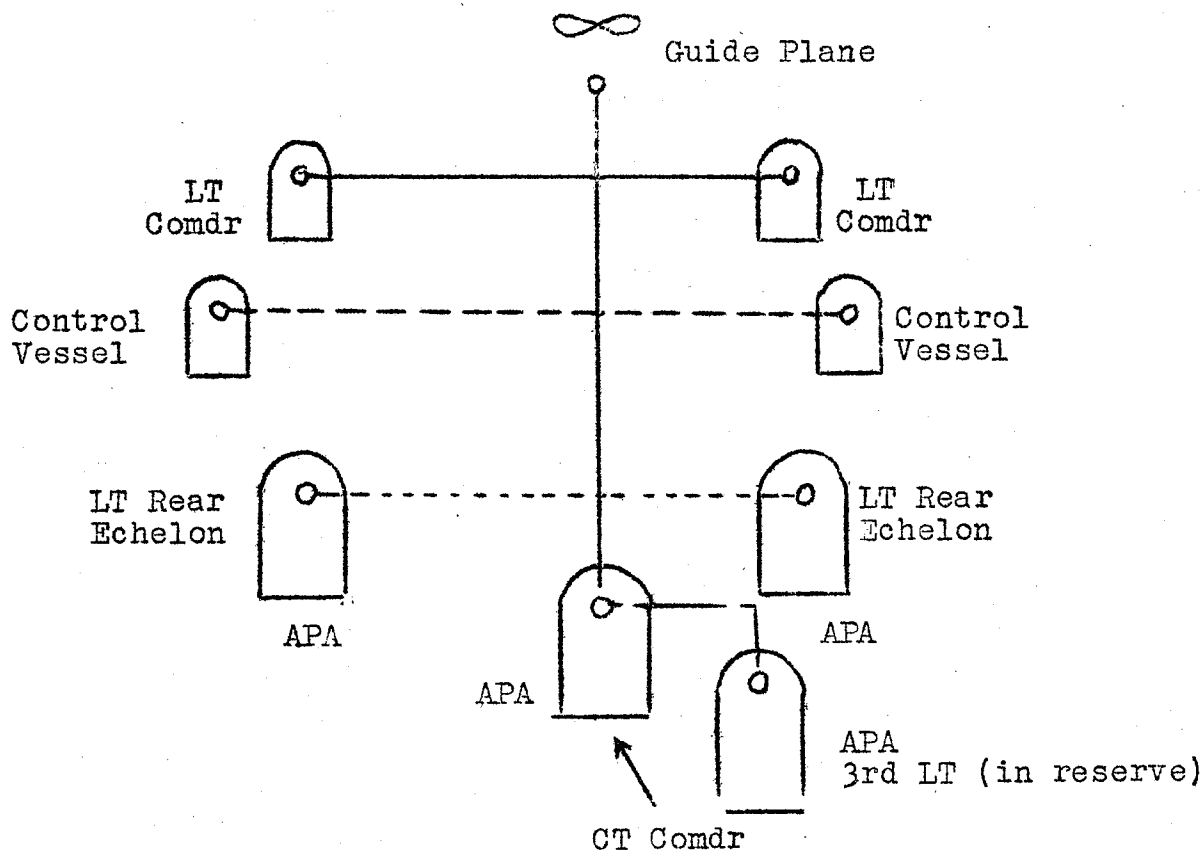 Guide Plane
LT
Comdr
LT
Comdr
Control
Vessel
Control
Vessel
LT Rear
Echelon
LT Rear
Echelon
APA
APA
APA
APA
3rd LT (in reserve)
CT Comdr